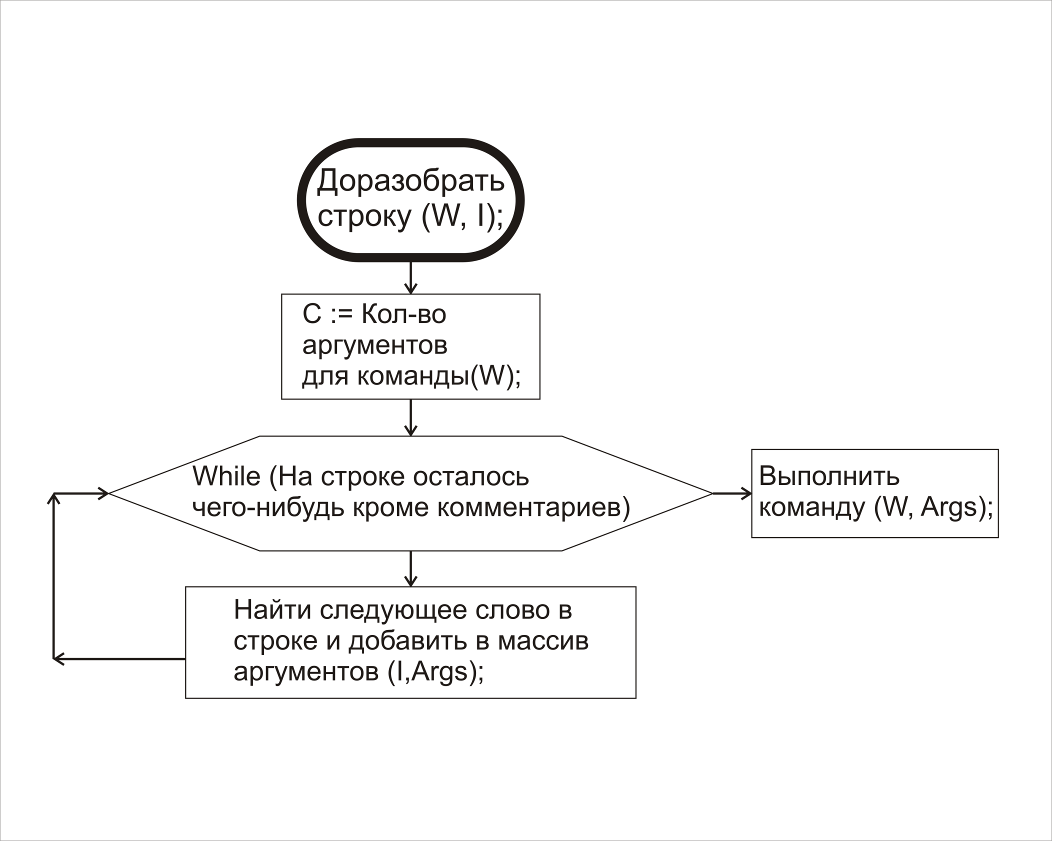 Доразобрать
строку (W, I);
C := Кол-во
аргументов
для команды(W);
While (На строке осталось
чего-нибудь кроме комментариев)
Выполнить
команду (W, Args);
Найти следующее слово в
строке и добавить в массив
аргументов (I,Args);